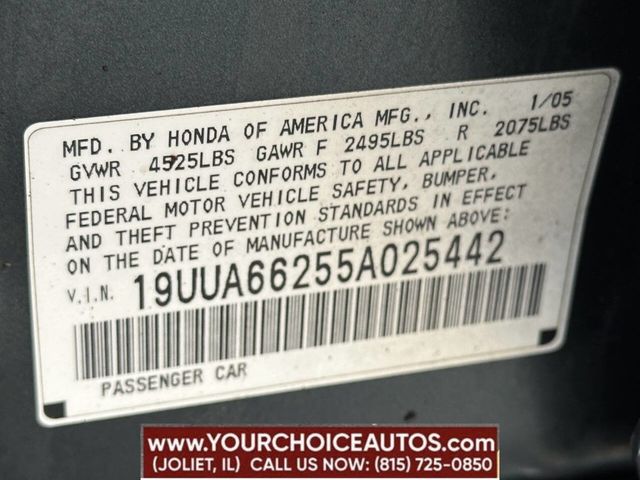 MFD. BY HONDA OF AMERICA MFG., INC. 1/05
GVWR 4525LBS GAWR F 2495LBS R 2075LBS
THIS VEHICLE CONFORMS TO ALL APPLICABLE
FEDERAL MOTOR VEHICLE SAFETY, BUMPER,
AND THEFT PREVENTION STANDARDS IN EFFECT
ON THE DATE OF MANUFACTURE SHOWN ABOVE:
V.I.N. 19UUA66255A025442
PASSENGER CAR
WWW.YOURCHOICEAUTOS.COM
(JOLIET, IL) CALL US NOW: (815) 725-0850